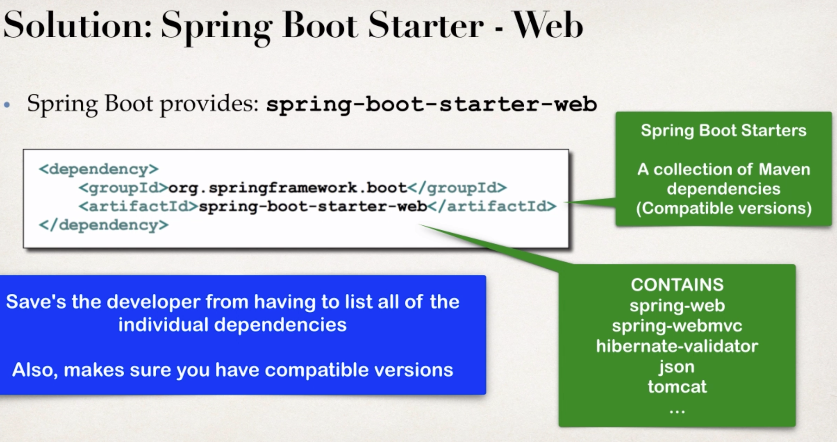 Solution: Spring Boot Starter - Web
• Spring Boot provides: spring-boot-starter-web
<dependency>
<groupId>org.springframework.boot</groupId>
<artifactId>spring-boot-starter-web</artifactId>
</dependency>
Spring Boot Starters
A collection of Maven
dependencies
(Compatible versions)
Save's the developer from having to list all of the
individual dependencies
Also, makes sure you have compatible versions
CONTAINS
spring-web
spring-webmvc
hibernate-validator
json
tomcat
...